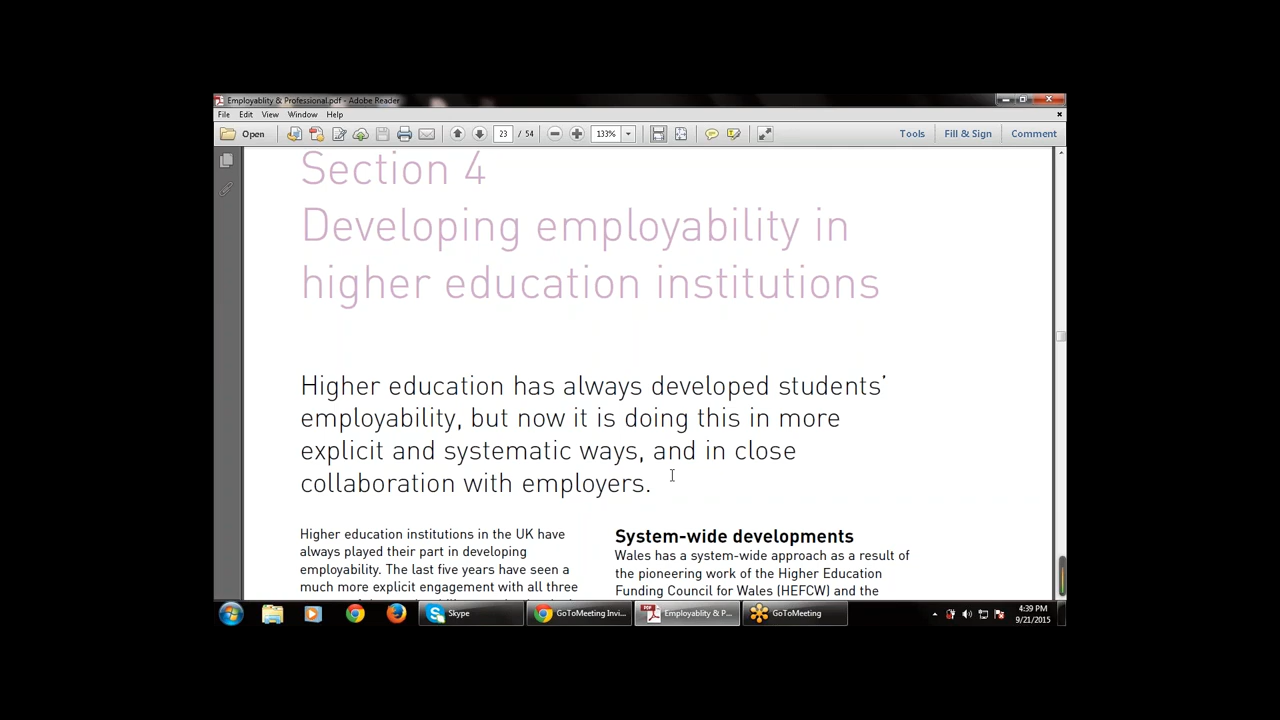 Employablity & Professional.pdf - Adobe Reader
File Edit View Window Help
Open 23 / 54 133% Tools Fill & Sign Comment
Section 4
Developing employability in
higher education institutions
Higher education has always developed students'
employability, but now it is doing this in more
explicit and systematic ways, and in close
collaboration with employers.
Higher education institutions in the UK have
always played their part in developing
employability. The last five years have seen a
much more explicit engagement with all three
System-wide developments
Wales has a system-wide approach as a result of
the pioneering work of the Higher Education
Funding Council for Wales (HEFCW) and the
Skype GoToMeeting Invi... Employablity & P... GoToMeeting
4:39 PM
9/21/2015